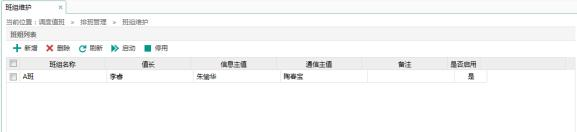 班组维护 ×
当前位置：调度值班 > 排班管理 > 班组维护
班组列表
新增 删除 刷新 启动 停用
班组名称 值长 信息主值 通信主值 备注 是否启用
A班 李睿 朱瑜华 陶春宝 是